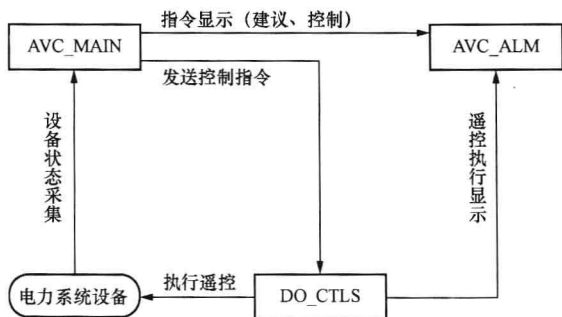 指令显示（建议、控制）
AVC_MAIN
AVC_ALM
发送控制指令
设备状态采集
遥控执行显示
执行遥控
电力系统设备
DO_CTLS